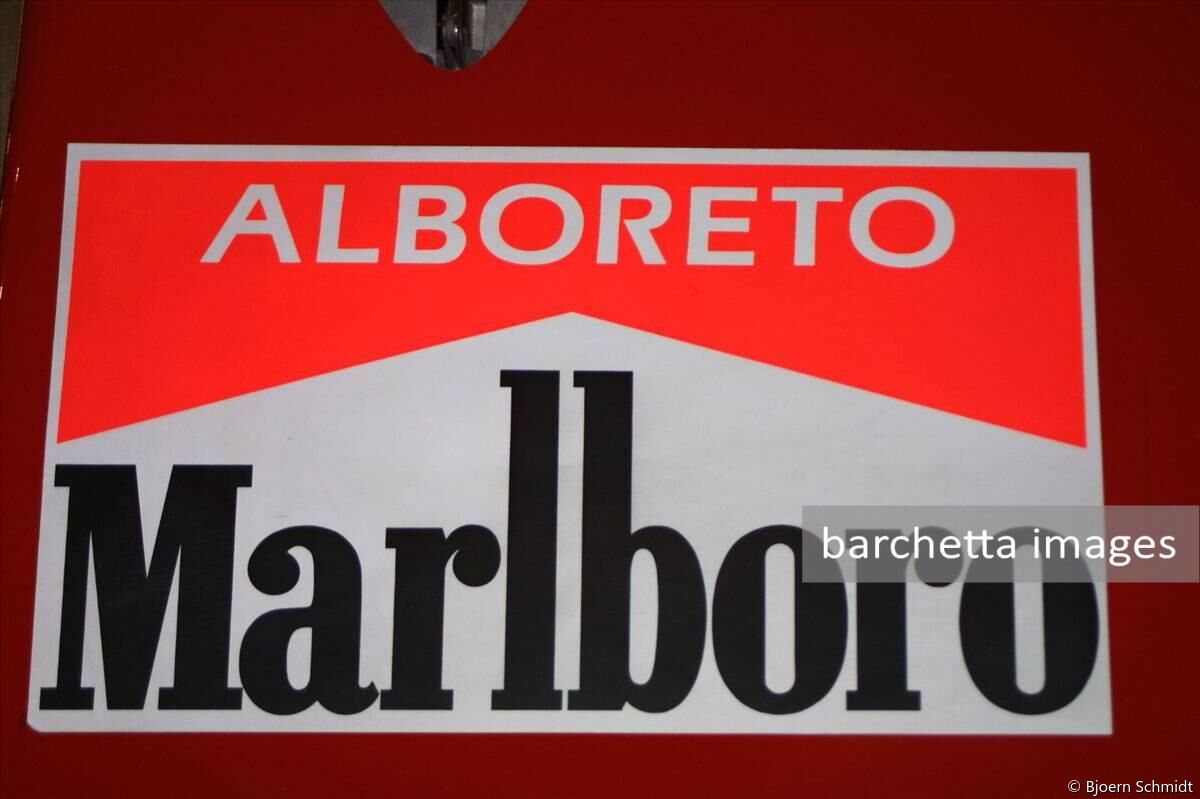 ALBORETO
Marlboro
barchetta images
© Bjoern Schmidt